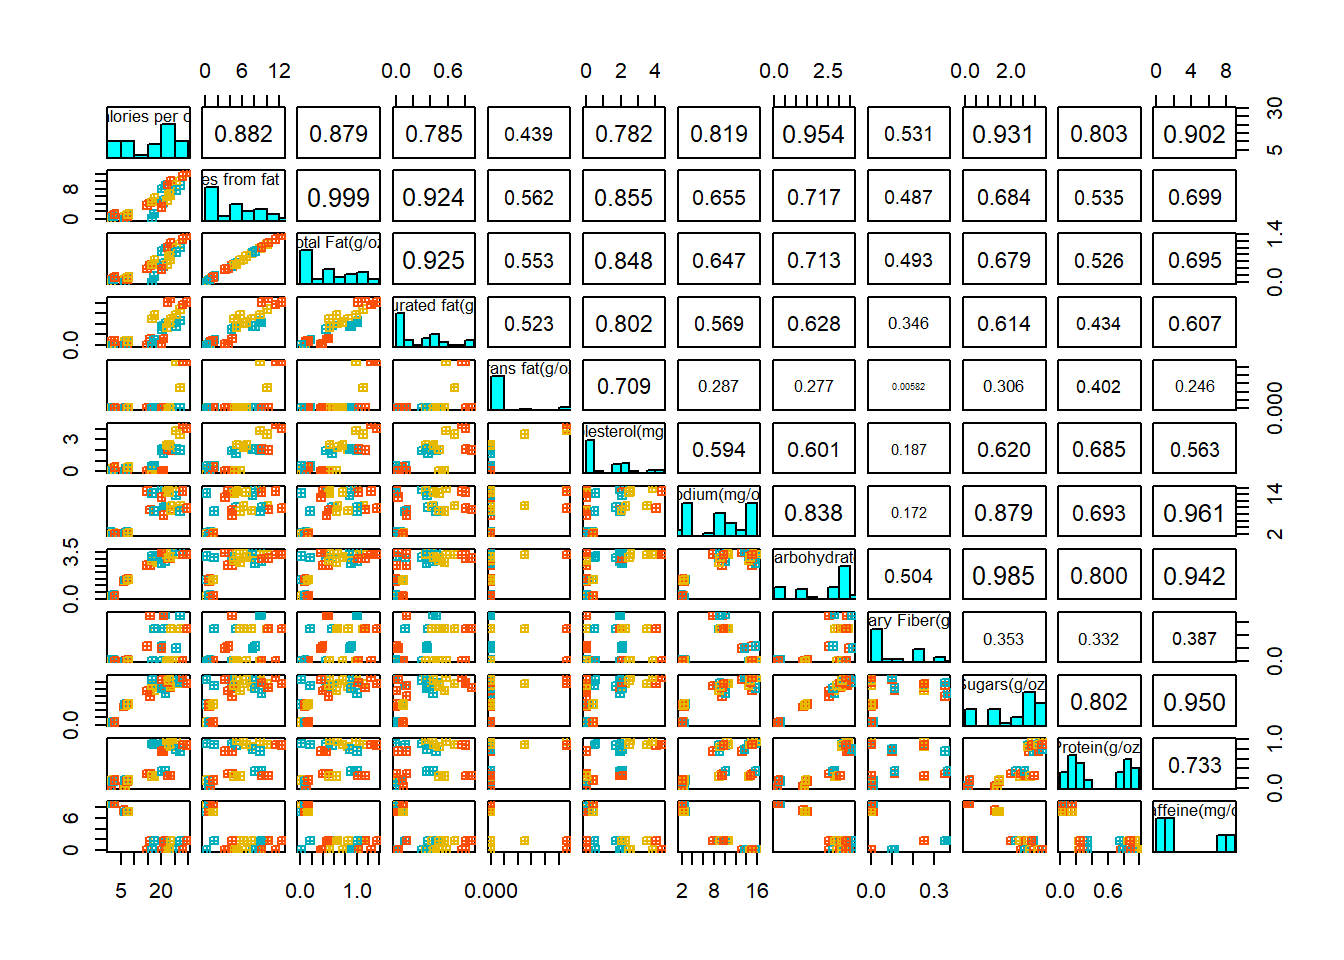 0 6 12 0.0 0.6 0 2 4 0.0 2.5 0.0 2.0 0 4 8
alories per o 0.882 0.879 0.785 0.439 0.782 0.819 0.954 0.531 0.931 0.803 0.902 5 30
0 8 es from fat 0.999 0.924 0.562 0.855 0.655 0.717 0.487 0.684 0.535 0.699
otal Fat(g/oz 0.925 0.553 0.848 0.647 0.713 0.493 0.679 0.526 0.695 0.0 1.4
0.0 urated fat(g 0.523 0.802 0.569 0.628 0.346 0.614 0.434 0.607
rans fat(g/o 0.709 0.287 0.277 0.00582 0.306 0.402 0.246 0.000
0 3 lesterol(mg 0.594 0.601 0.187 0.620 0.685 0.563
odium(mg/o 0.838 0.172 0.879 0.693 0.961 2 14
0.0 3.5 arbohydrat 0.504 0.985 0.800 0.942
ary Fiber(g 0.353 0.332 0.387 0.0
0.0 Sugars(g/oz 0.802 0.950
Protein(g/oz 0.733 0.0 1.0
0 6 affeine(mg/o
5 20 0.0 1.0 0.000 2 8 16 0.0 0.3 0.0 0.6